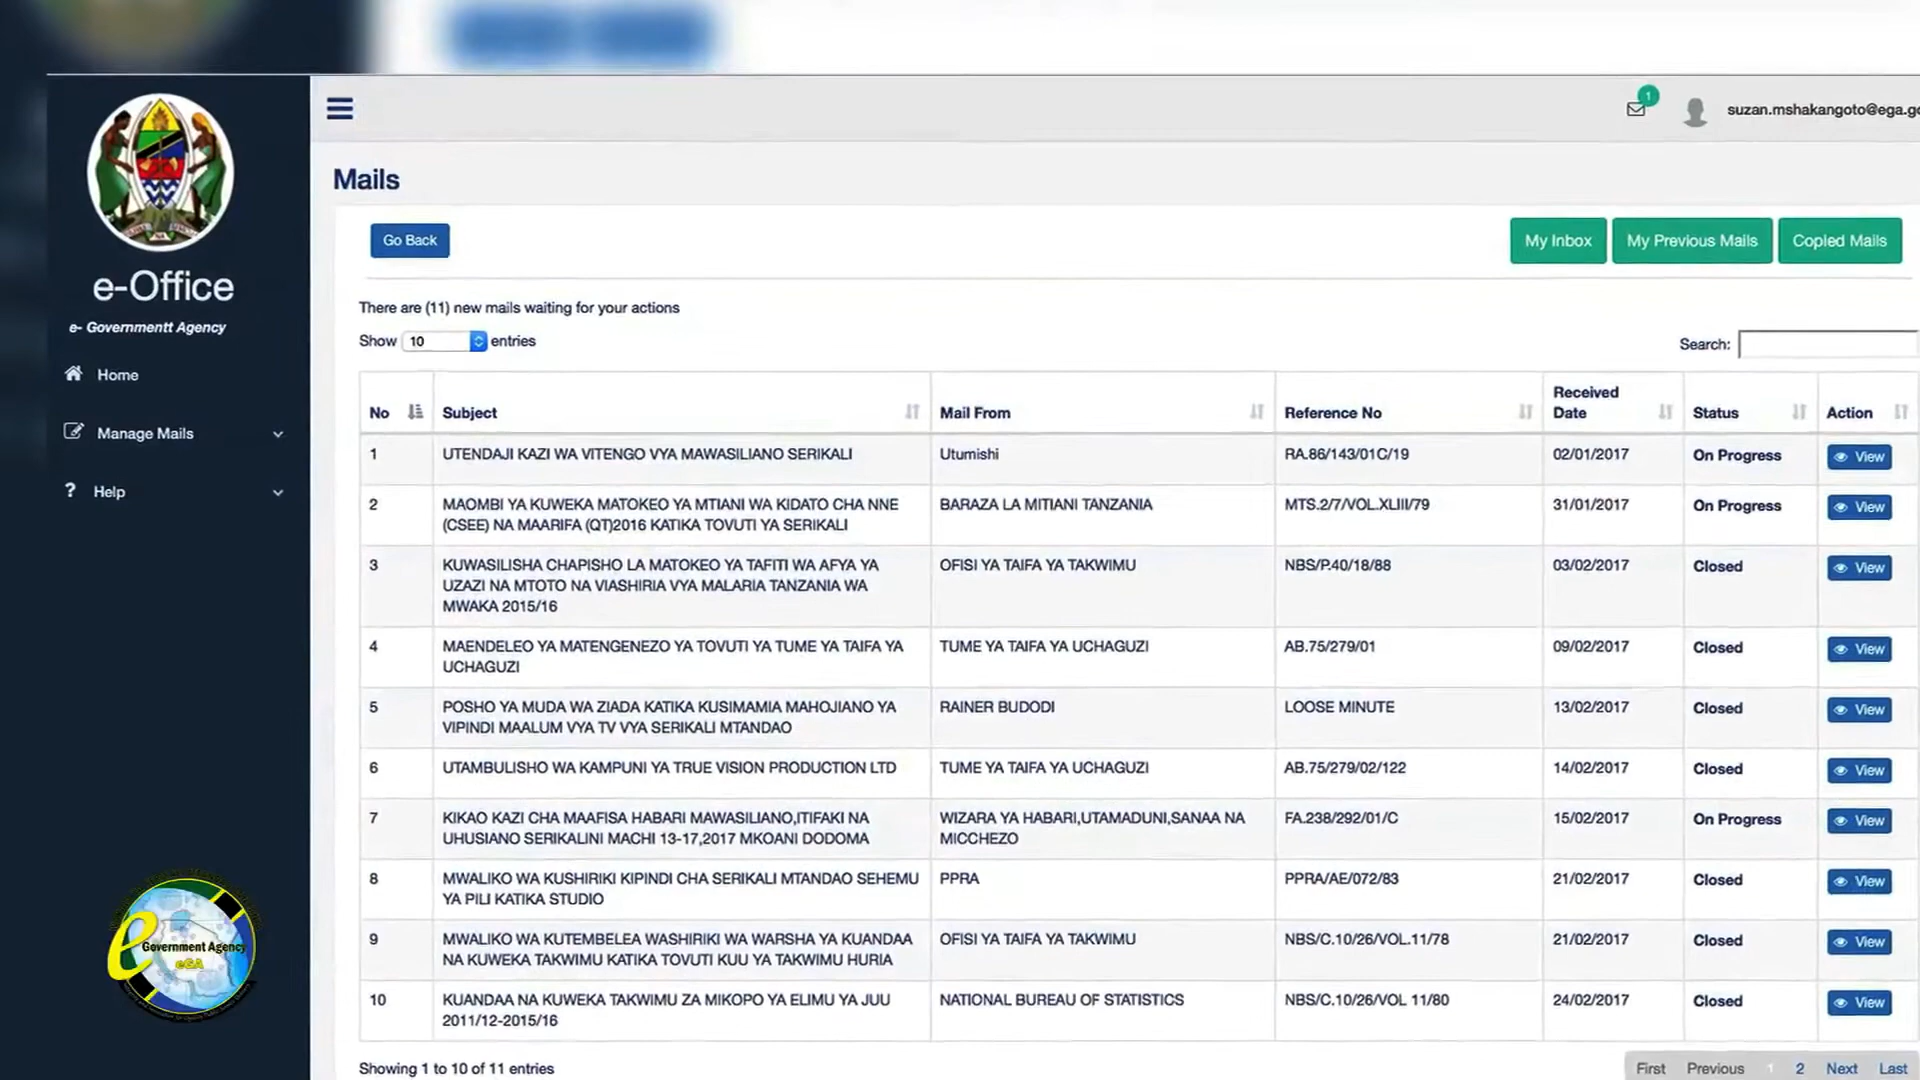 e-Office
e- Governmentt Agency
Home
Manage Mails
? Help
Government Agency
eGA
1
suzan.mshakangoto@ega.go
Mails
Go Back
My Inbox
My Previous Mails
Copled Mails
There are (11) new mails waiting for your actions
Show 10 entries
Search:
No Subject Mail From Reference No Received Date Status Action
1 UTENDAJI KAZI WA VITENGO VYA MAWASILIANO SERIKALI Utumishi RA.86/143/01C/19 02/01/2017 On Progress View
2 MAOMBI YA KUWEKA MATOKEO YA MTIANI WA KIDATO CHA NNE BARAZA LA MITIANI TANZANIA MTS.2/7/VOL.XLIII/79 31/01/2017 On Progress View
(CSEE) NA MAARIFA (QT)2016 KATIKA TOVUTI YA SERIKALI
3 KUWASILISHA CHAPISHO LA MATOKEO YA TAFITI WA AFYA YA OFISI YA TAIFA YA TAKWIMU NBS/P.40/18/88 03/02/2017 Closed View
UZAZI NA MTOTO NA VIASHIRIA VYA MALARIA TANZANIA WA
MWAKA 2015/16
4 MAENDELEO YA MATENGENEZO YA TOVUTI YA TUME YA TAIFA YA TUME YA TAIFA YA UCHAGUZI AB.75/279/01 09/02/2017 Closed View
UCHAGUZI
5 POSHO YA MUDA WA ZIADA KATIKA KUSIMAMIA MAHOJIANO YA RAINER BUDODI LOOSE MINUTE 13/02/2017 Closed View
VIPINDI MAALUM VYA TV VYA SERIKALI MTANDAO
6 UTAMBULISHO WA KAMPUNI YA TRUE VISION PRODUCTION LTD TUME YA TAIFA YA UCHAGUZI AB.75/279/02/122 14/02/2017 Closed View
7 KIKAO KAZI CHA MAAFISA HABARI MAWASILIANO,ITIFAKI NA WIZARA YA HABARI,UTAMADUNI,SANAA NA FA.238/292/01/C 15/02/2017 On Progress View
UHUSIANO SERIKALINI MACHI 13-17,2017 MKOANI DODOMA MICCHEZO
8 MWALIKO WA KUSHIRIKI KIPINDI CHA SERIKALI MTANDAO SEHEMU PPRA PPRA/AE/072/83 21/02/2017 Closed View
YA PILI KATIKA STUDIO
9 MWALIKO WA KUTEMBELEA WASHIRIKI WA WARSHA YA KUANDAA OFISI YA TAIFA YA TAKWIMU NBS/C.10/26/VOL.11/78 21/02/2017 Closed View
NA KUWEKA TAKWIMU KATIKA TOVUTI KUU YA TAKWIMU HURIA
10 KUANDAA NA KUWEKA TAKWIMU ZA MIKOPO YA ELIMU YA JUU NATIONAL BUREAU OF STATISTICS NBS/C.10/26/VOL 11/80 24/02/2017 Closed View
2011/12-2015/16
Showing 1 to 10 of 11 entries
First Previous 1 2 Next Last